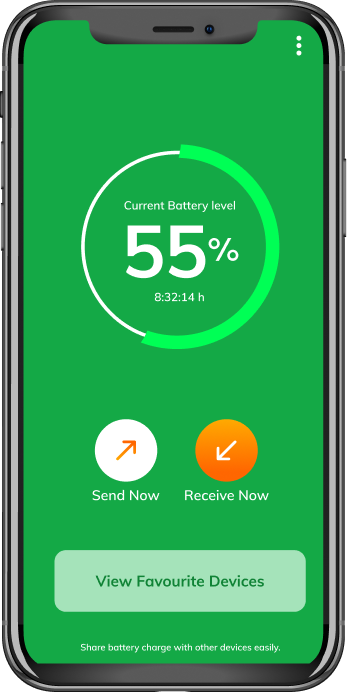 Current Battery level
55%
8:32:14 h
Send Now
Receive Now
View Favourite Devices
Share battery charge with other devices easily.